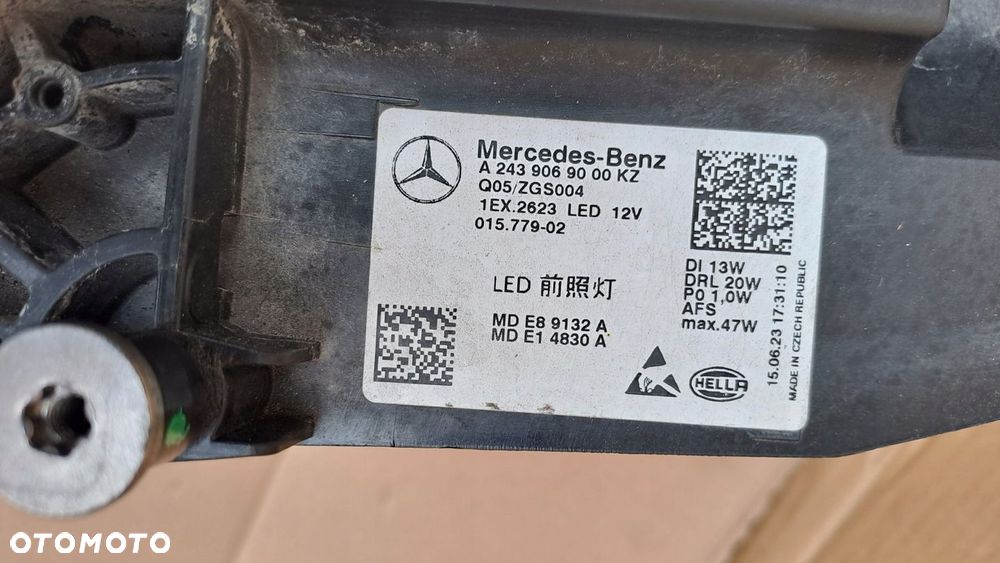 Mercedes-Benz
A 243 906 90 00 KZ
Q05/ZGS004
1EX.2623 LED 12V
015.779-02
LED 前照灯
MD E8 9132 A
MD E1 4830 A
DI 13W
DRL 20W
PO 1,0W
AFS
max.47W
15.06.23 17:31:10
MADE IN CZECH REPUBLIC
HELLA
OTOMOTO